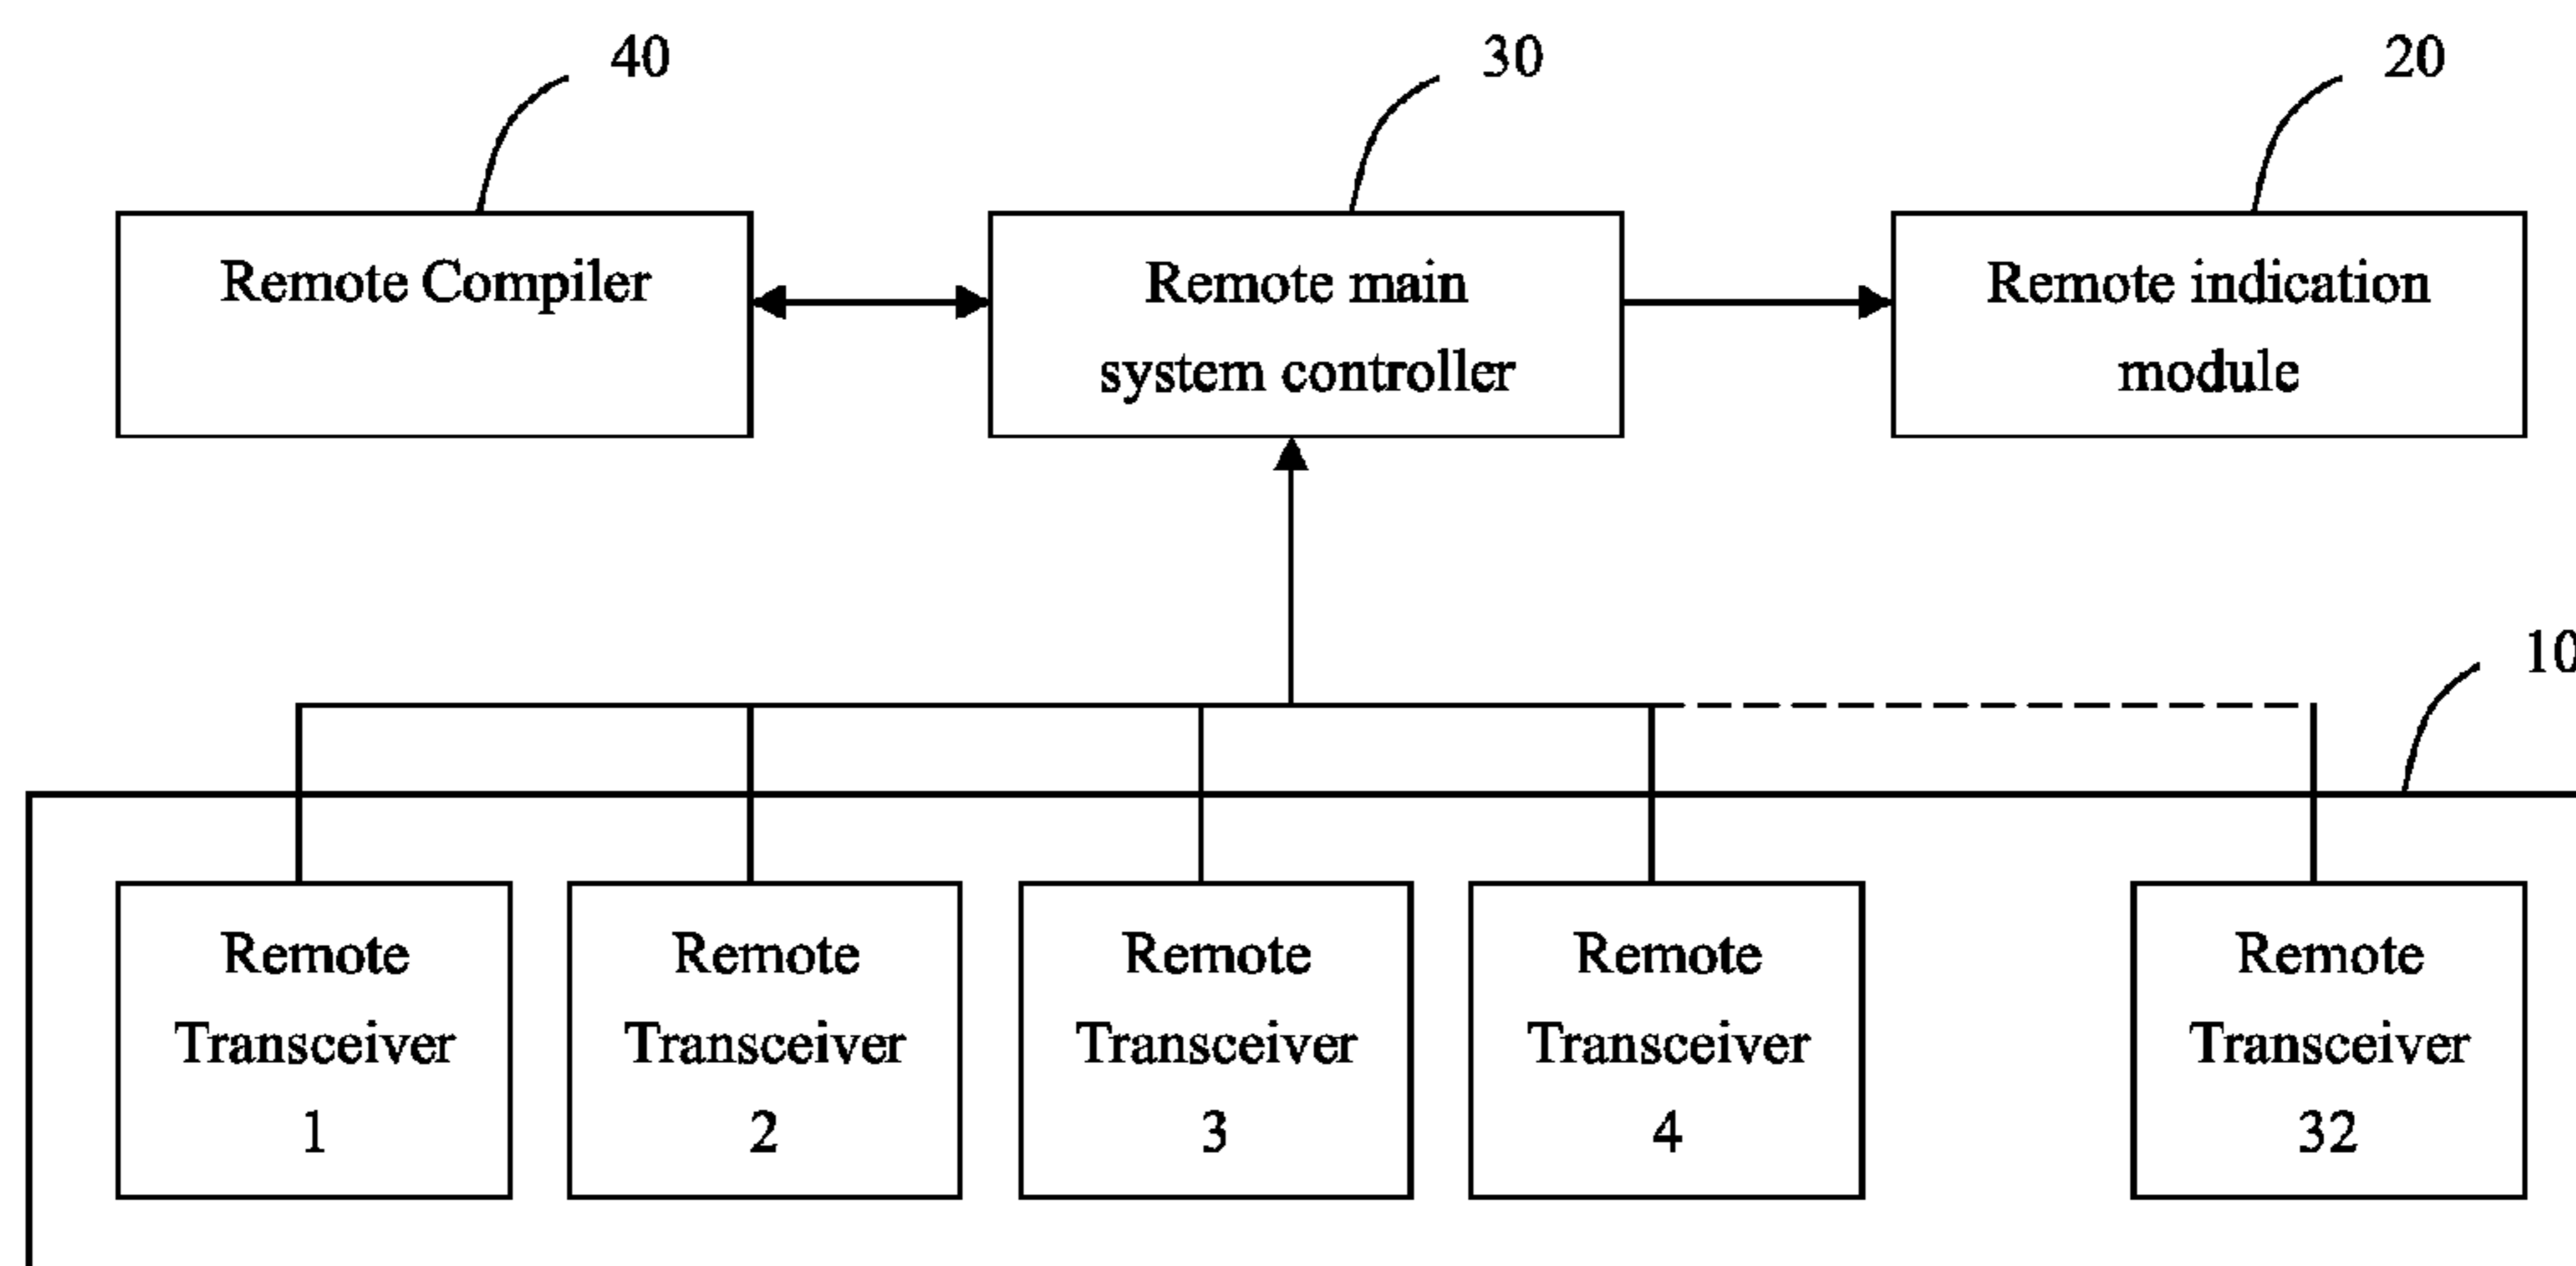 40
30
20
Remote Compiler
Remote main
system controller
Remote indication
module
10
Remote
Transceiver
1
Remote
Transceiver
2
Remote
Transceiver
3
Remote
Transceiver
4
Remote
Transceiver
32